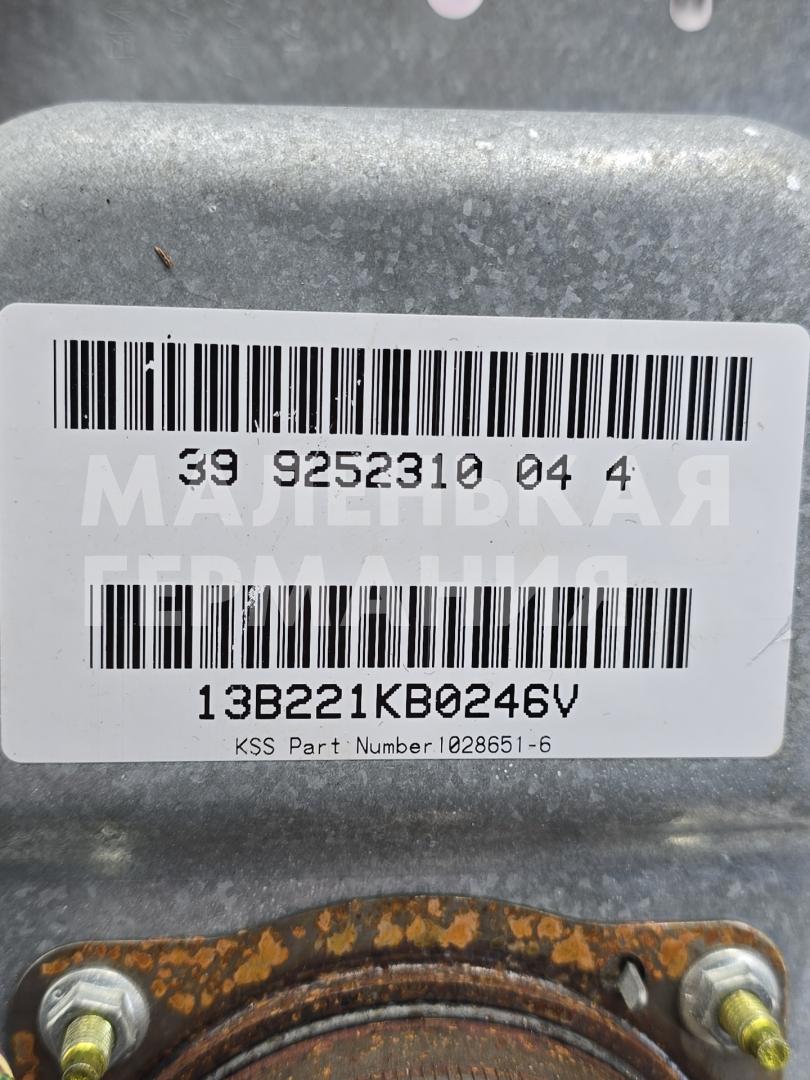 39 9252310 04 4
МАЛЕНЬКАЯ
ГЕРМАНИЯ
13B221KB0246V
KSS Part Number1028651-6